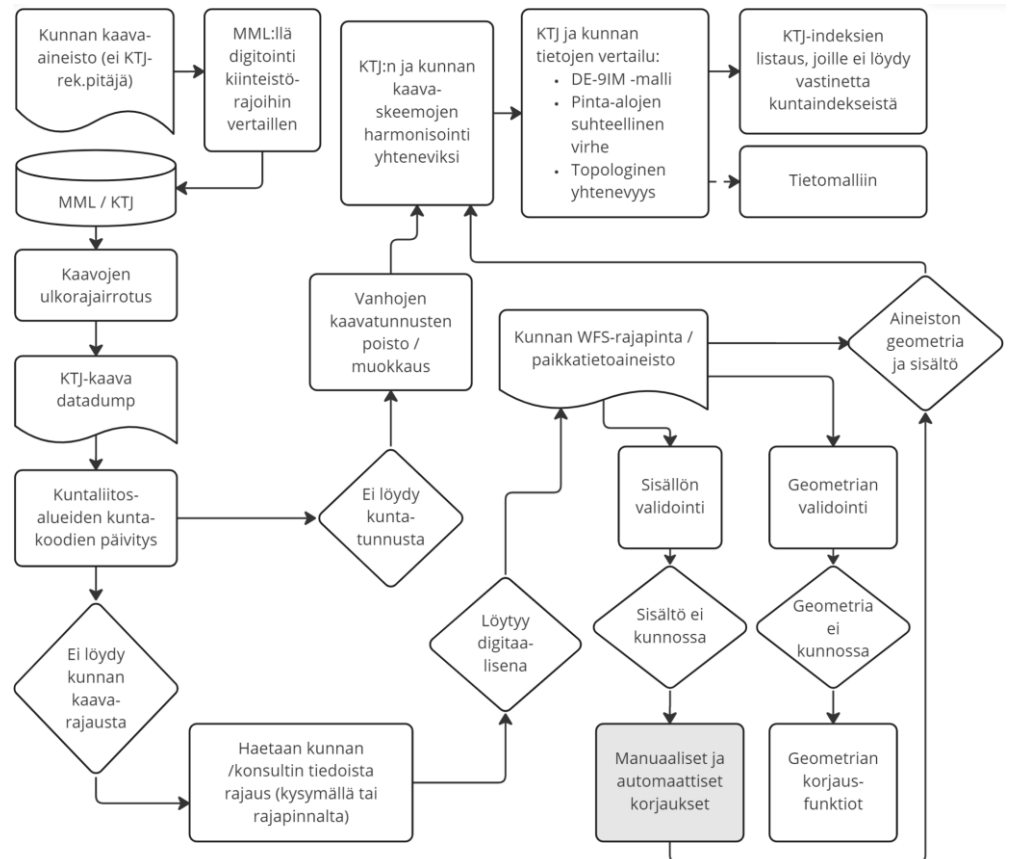 Kunnan kaava-
aineisto (ei KTJ-
rek.pitäjä)
MML:llä
digitointi
kiinteistö-
rajoihin
vertaillen
KTJ:n ja kunnan
kaava-
skeemojen
harmonisointi
yhteneviksi
KTJ ja kunnan
tietojen vertailu:
• DE-9IM -malli
• Pinta-alojen
suhteellinen
virhe
• Topologinen
yhtenevyys
KTJ-indeksien
listaus, joille ei löydy
vastinetta
kuntaindekseistä
Tietomalliin
MML / KTJ
Kaavojen
ulkorajairrotus
KTJ-kaava
datadump
Kuntaliitos-
alueiden kunta-
koodien päivitys
Vanhojen
kaavatunnusten
poisto /
muokkaus
Ei löydy
kunta-
tunnusta
Kunnan WFS-rajapinta /
paikkatietoaineisto
Aineiston
geometria
ja sisältö
Sisällön
validointi
Geometrian
validointi
Ei löydy
kunnan
kaava-
rajausta
Löytyy
digitaa-
lisena
Sisältö ei
kunnossa
Geometria
ei
kunnossa
Haetaan kunnan
/konsultin tiedoista
rajaus (kysymällä tai
rajapinnalta)
Manuaaliset ja
automaattiset
korjaukset
Geometrian
korjaus-
funktiot